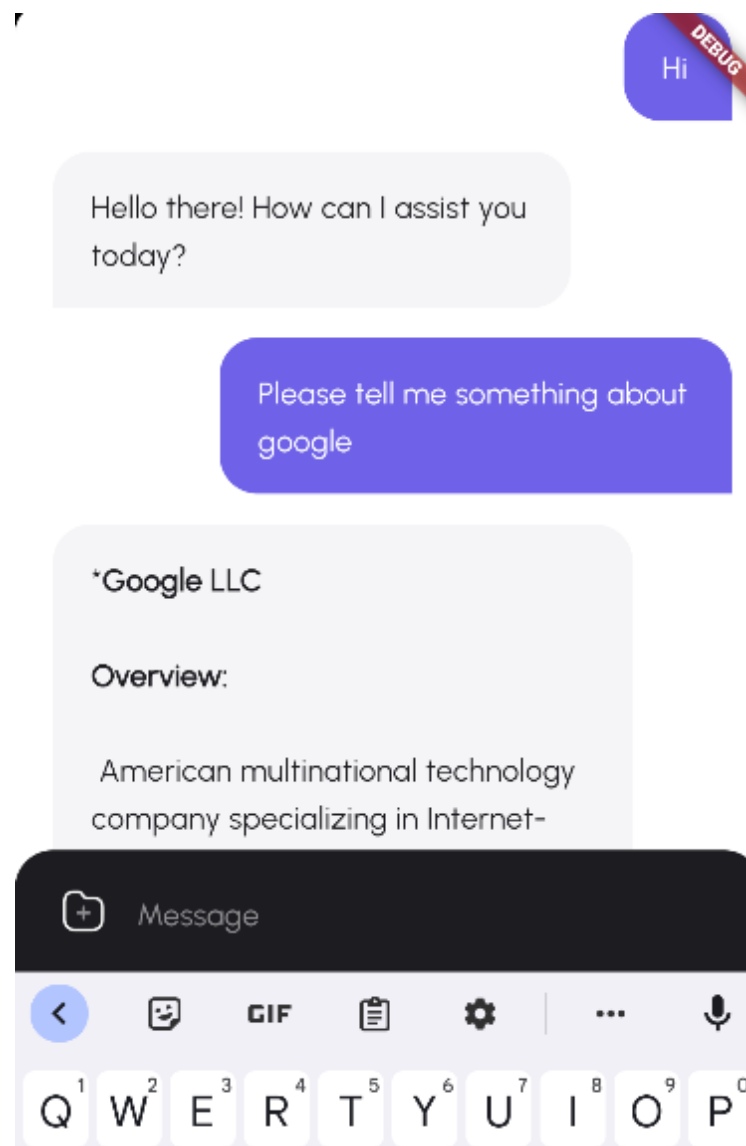 Hi
DEBUG
Hello there! How can I assist you
today?
Please tell me something about
google
*Google LLC
Overview:
American multinational technology
company specializing in Internet-
Message
GIF
Q1 W2 E3 R4 T5 Y6 U7 I8 O9 P0